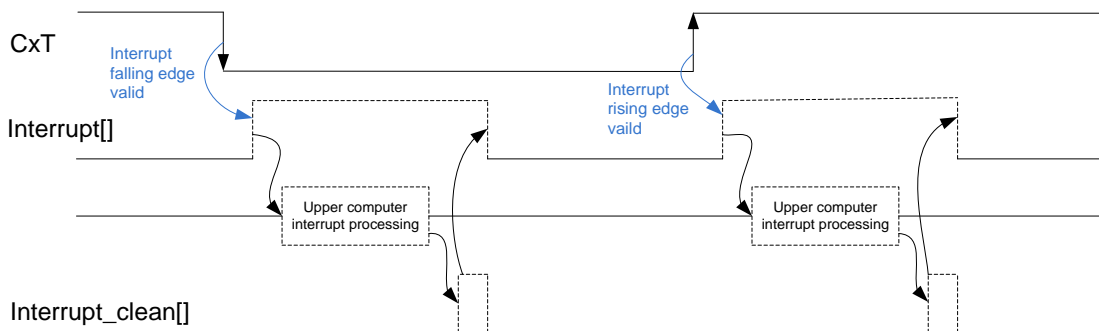 CxT
Interrupt
falling edge
valid
Interrupt
rising edge
vaild
Interrupt[]
Upper computer
interrupt processing
Upper computer
interrupt processing
Interrupt_clean[]